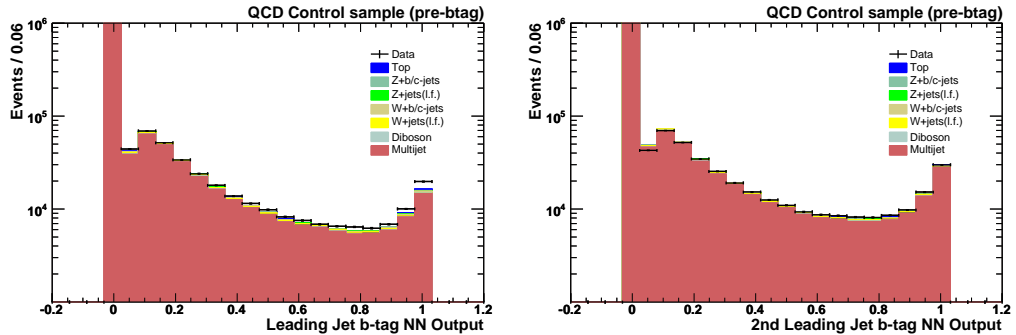 QCD Control sample (pre-btag)
Events / 0.06
10^6
10^5
10^4
10^3
Data
Top
Z+b/c-jets
Z+jets(l.f.)
W+b/c-jets
W+jets(l.f.)
Diboson
Multijet
-0.2 0 0.2 0.4 0.6 0.8 1 1.2
Leading Jet b-tag NN Output
QCD Control sample (pre-btag)
Events / 0.06
10^6
10^5
10^4
10^3
Data
Top
Z+b/c-jets
Z+jets(l.f.)
W+b/c-jets
W+jets(l.f.)
Diboson
Multijet
-0.2 0 0.2 0.4 0.6 0.8 1 1.2
2nd Leading Jet b-tag NN Output